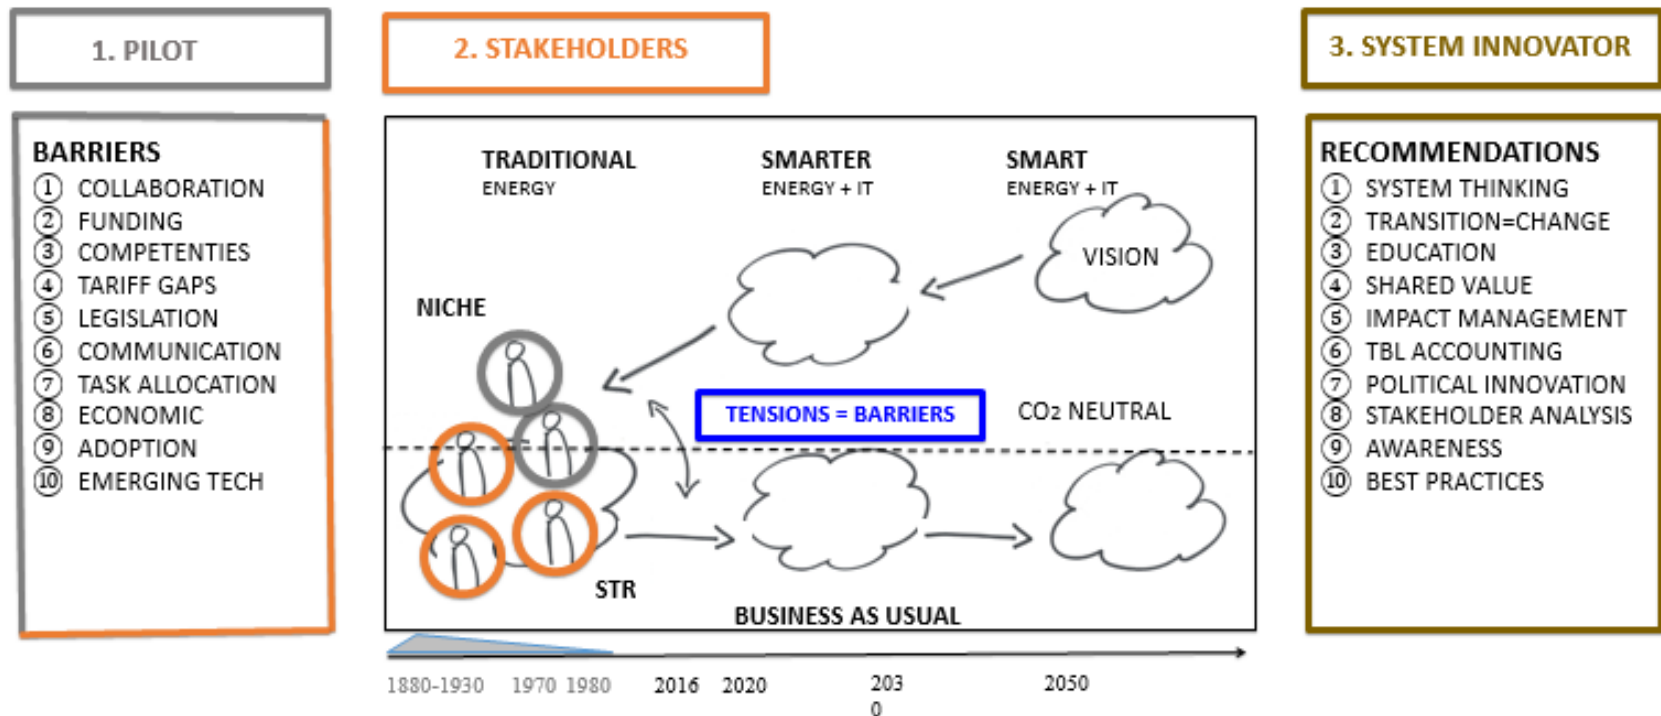 1. PILOT
2. STAKEHOLDERS
3. SYSTEM INNOVATOR
BARRIERS
1 COLLABORATION
2 FUNDING
3 COMPETENTIES
4 TARIFF GAPS
5 LEGISLATION
6 COMMUNICATION
7 TASK ALLOCATION
8 ECONOMIC
9 ADOPTION
10 EMERGING TECH
TRADITIONAL
ENERGY
SMARTER
ENERGY + IT
SMART
ENERGY + IT
VISION
NICHE
TENSIONS = BARRIERS
CO2 NEUTRAL
STR
BUSINESS AS USUAL
1880-1930 1970 1980 2016 2020 203 2050
0
RECOMMENDATIONS
1 SYSTEM THINKING
2 TRANSITION=CHANGE
3 EDUCATION
4 SHARED VALUE
5 IMPACT MANAGEMENT
6 TBL ACCOUNTING
7 POLITICAL INNOVATION
8 STAKEHOLDER ANALYSIS
9 AWARENESS
10 BEST PRACTICES